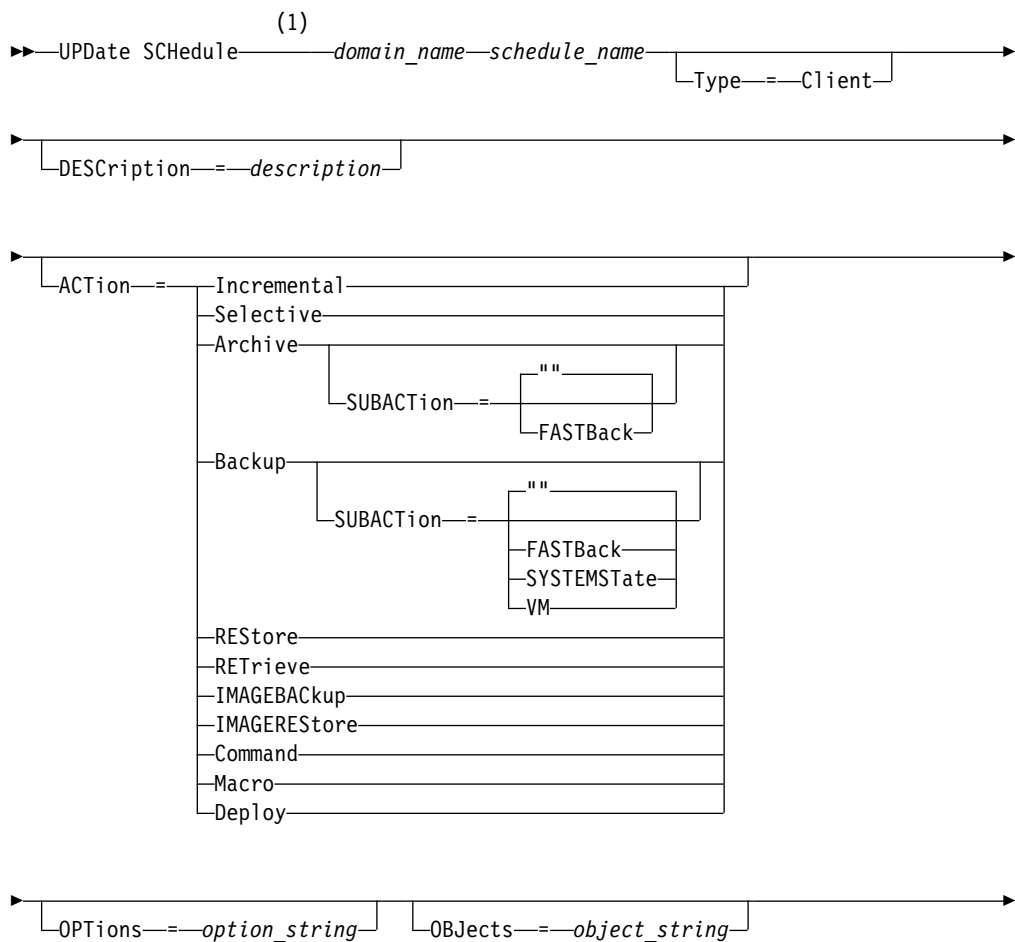 (1)
UPDate SCHedule domain_name schedule_name
Type = Client
DESCription = description
ACTion = Incremental
Selective
Archive
""
SUBACTion =
FASTBack
Backup
""
SUBACTion =
FASTBack
SYSTEMSTate
VM
REStore
RETrieve
IMAGEBACkup
IMAGEREStore
Command
Macro
Deploy
OPTions = option_string OBJects = object_string